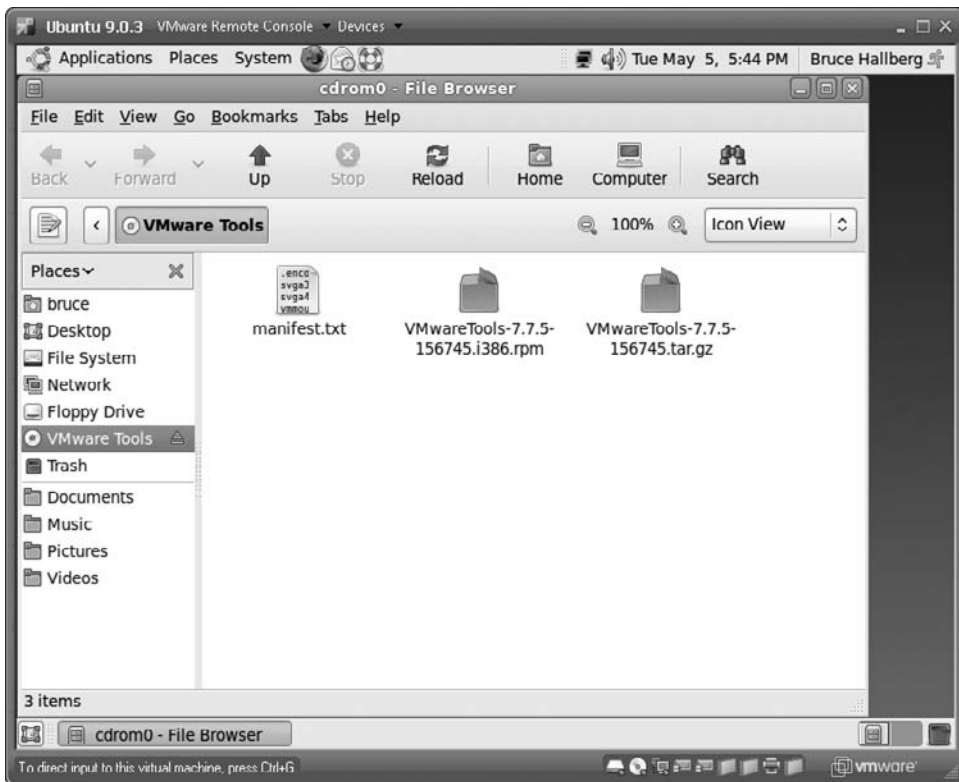 Ubuntu 9.0.3 VMware Remote Console Devices
Applications Places System Tue May 5, 5:44 PM Bruce Hallberg
cdrom0 - File Browser
File Edit View Go Bookmarks Tabs Help
Back Forward Up Stop Reload Home Computer Search
VMware Tools 100% Icon View
Places
bruce
Desktop
File System
Network
Floppy Drive
VMware Tools
Trash
Documents
Music
Pictures
Videos
.enco
svga3
svga4
vmmou
manifest.txt
VMwareTools-7.7.5-
156745.i386.rpm
VMwareTools-7.7.5-
156745.tar.gz
3 items
cdrom0 - File Browser
To direct input to this virtual machine, press Ctrl+G
vmware